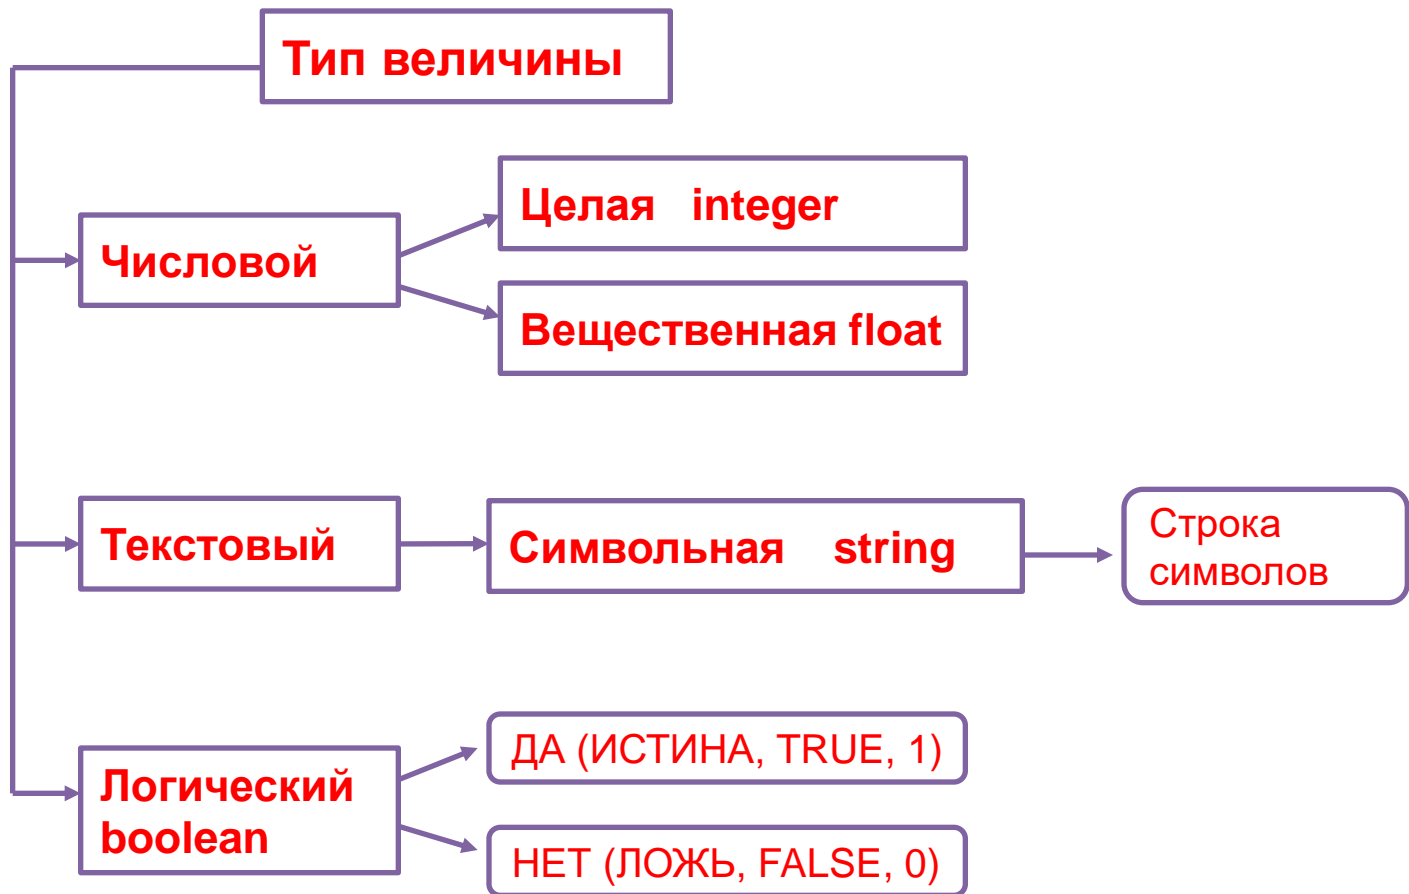 Тип величины
Целая integer
Числовой
Вещественная float
Текстовый
Символьная string
Строка
символов
Логический
boolean
ДА (ИСТИНА, TRUE, 1)
НЕТ (ЛОЖЬ, FALSE, 0)